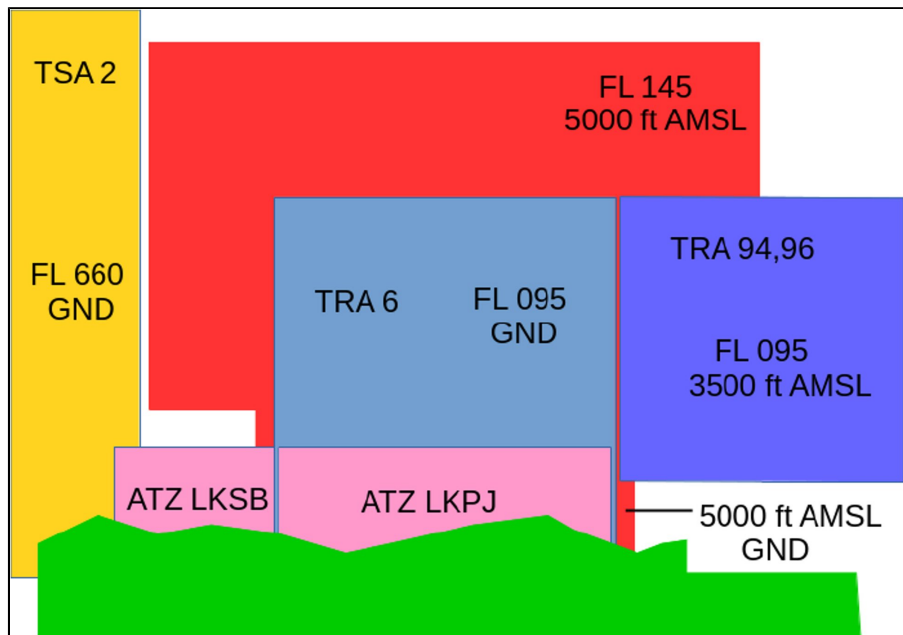 TSA 2
FL 660
GND
FL 145
5000 ft AMSL
TRA 6
FL 095
GND
TRA 94,96
FL 095
3500 ft AMSL
ATZ LKSB
ATZ LKPJ
5000 ft AMSL
GND